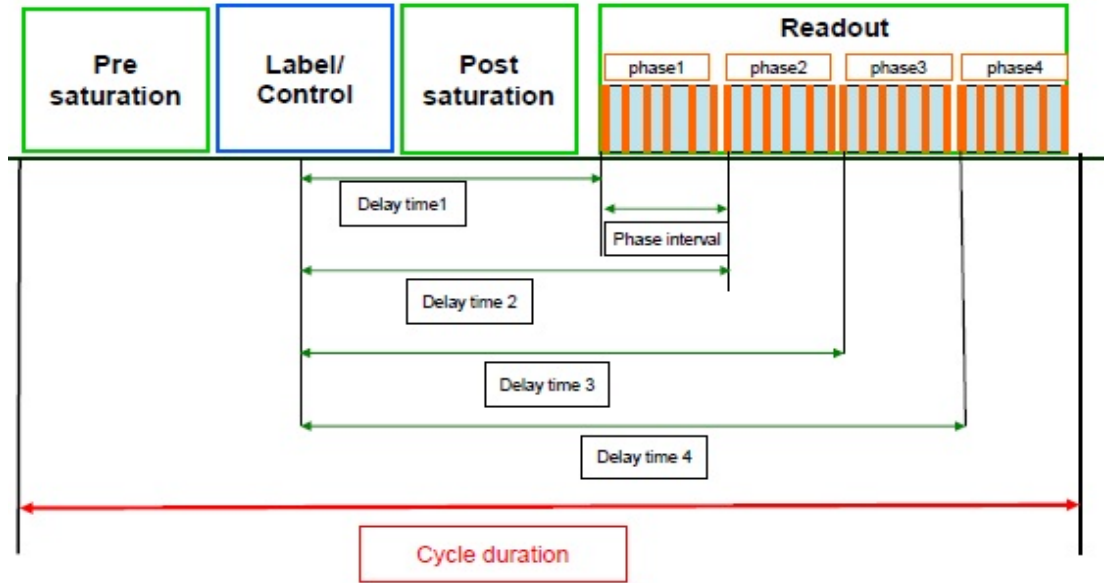 Pre
saturation
Label/
Control
Post
saturation
Readout
phase1
phase2
phase3
phase4
Delay time1
Phase interval
Delay time 2
Delay time 3
Delay time 4
Cycle duration